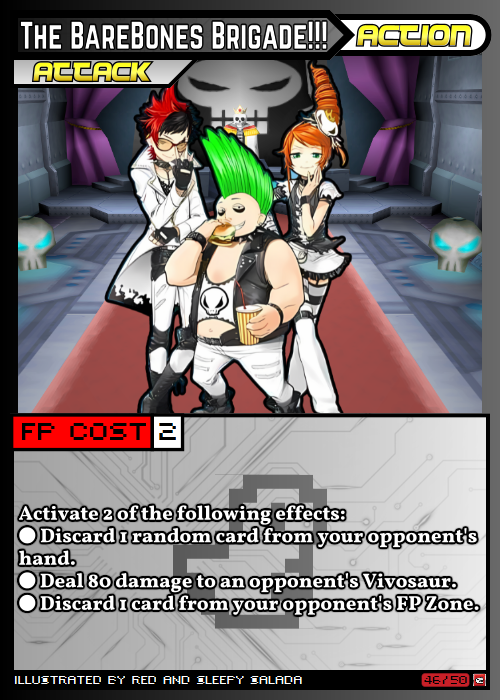 The BareBones Brigade!!!
ACTION
ATTACK
FP COST 2
Activate 2 of the following effects:
● Discard 1 random card from your opponent's
hand.
● Deal 80 damage to an opponent's Vivosaur.
● Discard 1 card from your opponent's FP Zone.
ILLUSTRATED BY RED AND SLEEPY SALADA
46/50